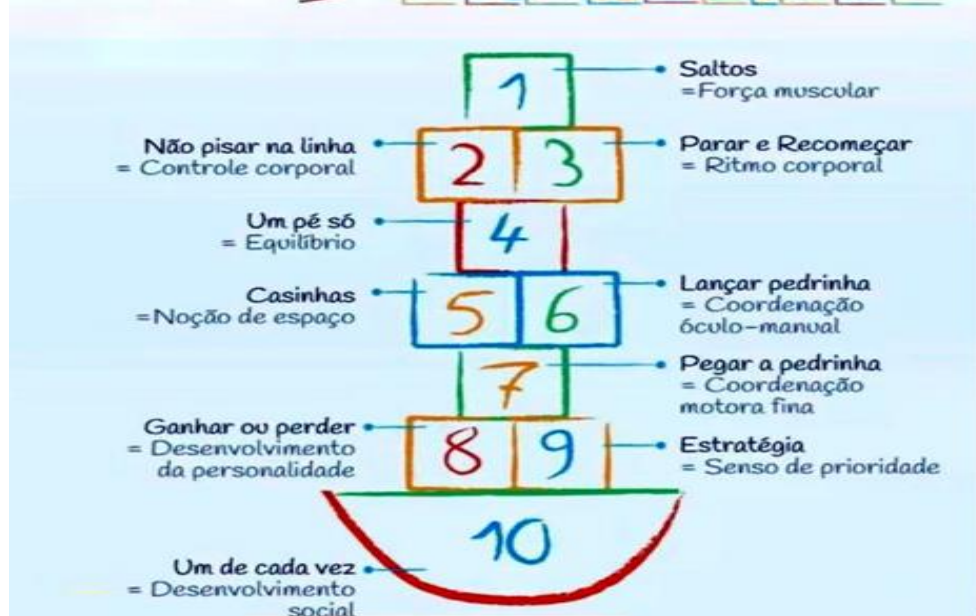 1
Saltos
=Força muscular
Não pisar na linha
= Controle corporal
2
3
Parar e Recomeçar
= Ritmo corporal
Um pé só
= Equilíbrio
4
Casinhas
=Noção de espaço
5
6
Lançar pedrinha
= Coordenação
óculo-manual
7
Pegar a pedrinha
= Coordenação
motora fina
Ganhar ou perder
= Desenvolvimento
da personalidade
8
9
Estratégia
= Senso de prioridade
10
Um de cada vez
= Desenvolvimento
social